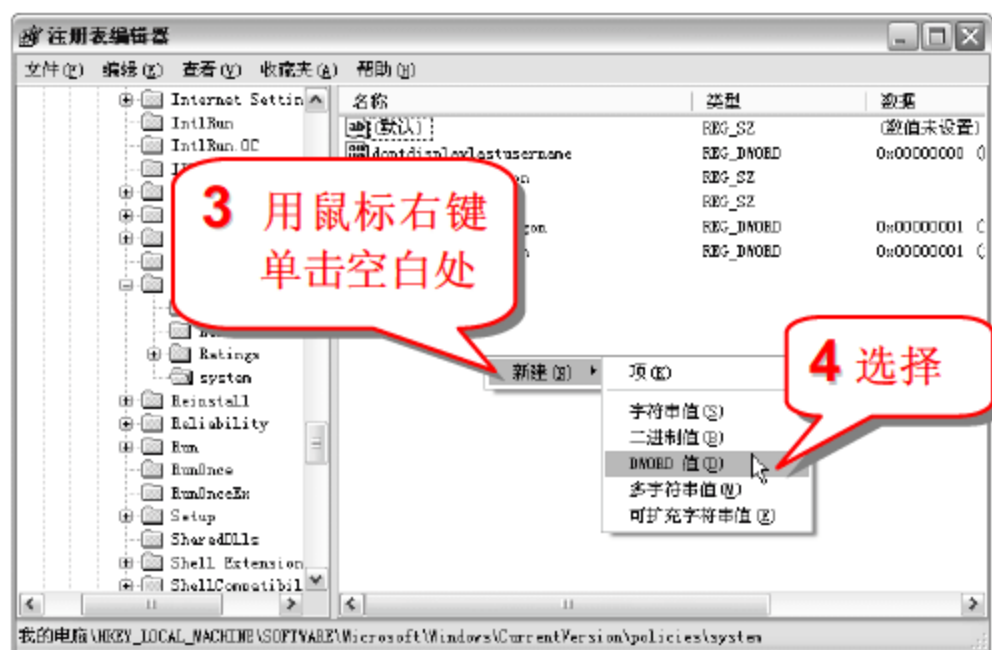 注册表编辑器
文件(F) 编辑(E) 查看(V) 收藏夹(A) 帮助(H)
Internet Settin
IntlRun
IntlRun.OC
Ratings
system
Reinstall
Reliability
Run
RunOnce
RunOnceEx
Setup
SharedDlls
Shell Extension
ShellCompatibil
名称 类型 数据
ab (默认) REG_SZ (数值未设置)
dontdisplaylastusername REG_DWORD 0x00000000 (
on REG_SZ
REG_SZ
gon REG_DWORD 0x00000001 (
REG_DWORD 0x00000001 (
3 用鼠标右键
单击空白处
新建(N)
项(K)
字符串值(S)
二进制值(B)
DWORD 值(D)
多字符串值(M)
可扩充字符串值(E)
4 选择
我的电脑\HKEY_LOCAL_MACHINE\SOFTWARE\Microsoft\Windows\CurrentVersion\policies\system